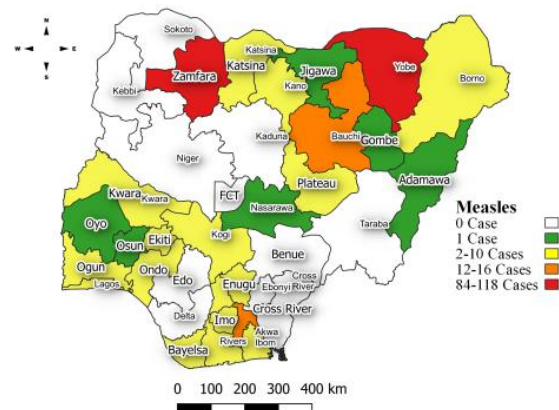 N
W E
S
Sokoto
Katsina
Zamfara
Katsina
Jigawa
Yobe
Borno
Kebbi
Kano
Kaduna
Bauchi
Gombe
Niger
Adamawa
Plateau
Kwara
Kwara
FCT
Nasarawa
Taraba
Oyo
Kogi
Osun
Ekiti
Benue
Ogun
Ondo
Edo
Enugu
Ebonyi
Cross
River
Lagos
Delta
Imo
Cross River
Bayelsa
Rivers
Akwa
Ibom
Measles
0 Case
1 Case
2-10 Cases
12-16 Cases
84-118 Cases
0 100 200 300 400 km